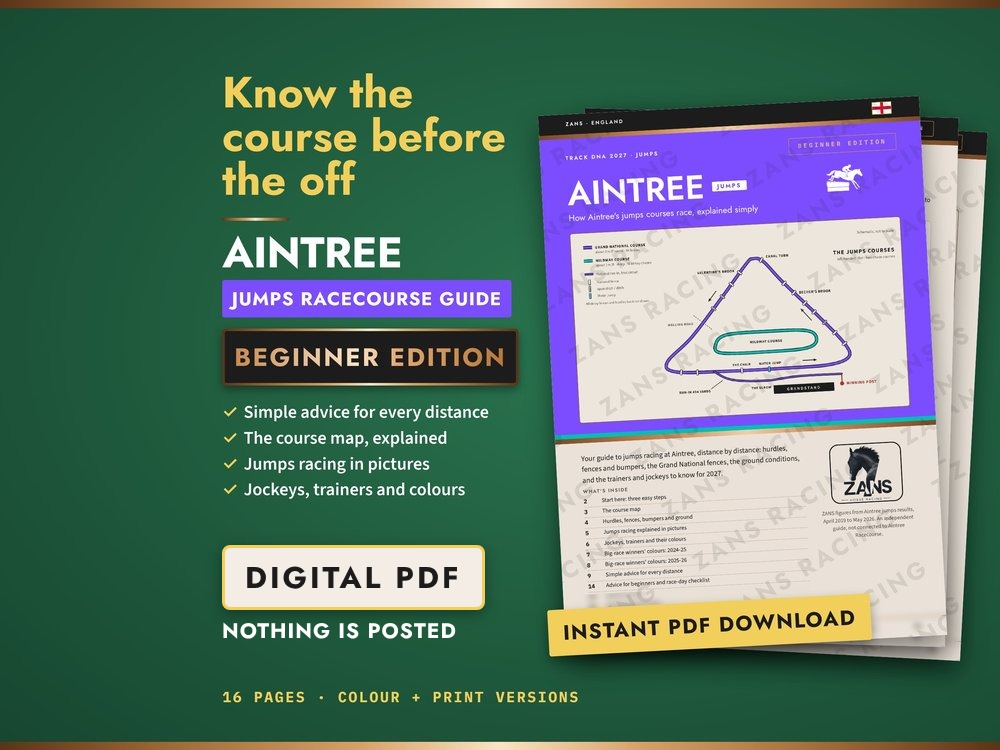 Know the
course before
the off
AINTREE
JUMPS RACECOURSE GUIDE
BEGINNER EDITION
Simple advice for every distance
The course map, explained
Jumps racing in pictures
Jockeys, trainers and colours
DIGITAL PDF
NOTHING IS POSTED
16 PAGES · COLOUR + PRINT VERSIONS
ZANS · ENGLAND
TRACK DNA 2027 · JUMPS
BEGINNER EDITION
AINTREE JUMPS
How Aintree's jumps courses race, explained simply
GRAND NATIONAL COURSE
MILDMAY COURSE
THE JUMPS COURSES
CANAL TURN
VALENTINE'S BROOK
BECHER'S BROOK
MELLING ROAD
MILDMAY COURSE
THE CHAIR
WATER JUMP
THE ELBOW
GRANDSTAND
WINNING POST
Your guide to jumps racing at Aintree, distance by distance: hurdles,
fences and bumpers, the Grand National fences, the ground conditions,
and the trainers and jockeys to know for 2027.
WHAT'S INSIDE
2 Start here: three easy steps
3 The course map
4 Hurdles, fences, bumpers and ground
5 Jumps racing explained in pictures
6 Jockeys, trainers and their colours
7 Big-race winners' colours: 2024-25
8 Big-race winners' colours: 2025-26
9 Simple advice for every distance
14 Advice for beginners and race-day checklist
ZANS
HORSE RACING
ZANS figures from Aintree jumps results,
April 2019 to May 2026. An independent
guide, not connected to Aintree
Racecourse.
ZANS RACING
INSTANT PDF DOWNLOAD